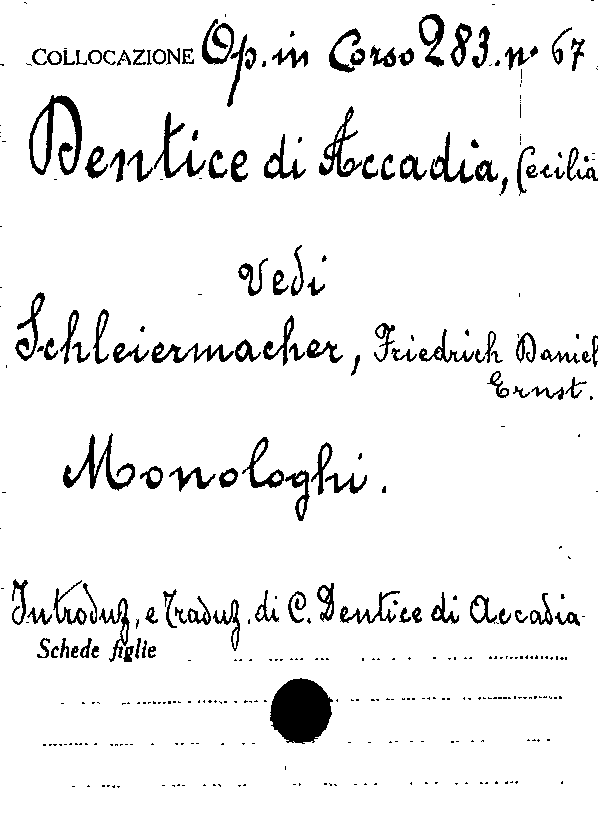 COLLOCAZIONE Op. in Corso 283. n. 67
Dentice di Accadia, Cecilia
Vedi
Schleiermacher, Friedrich Daniel
Ernst.
Monologhi.
Introduz. e Traduz. di C. Dentice di Accadia
Schede figlie